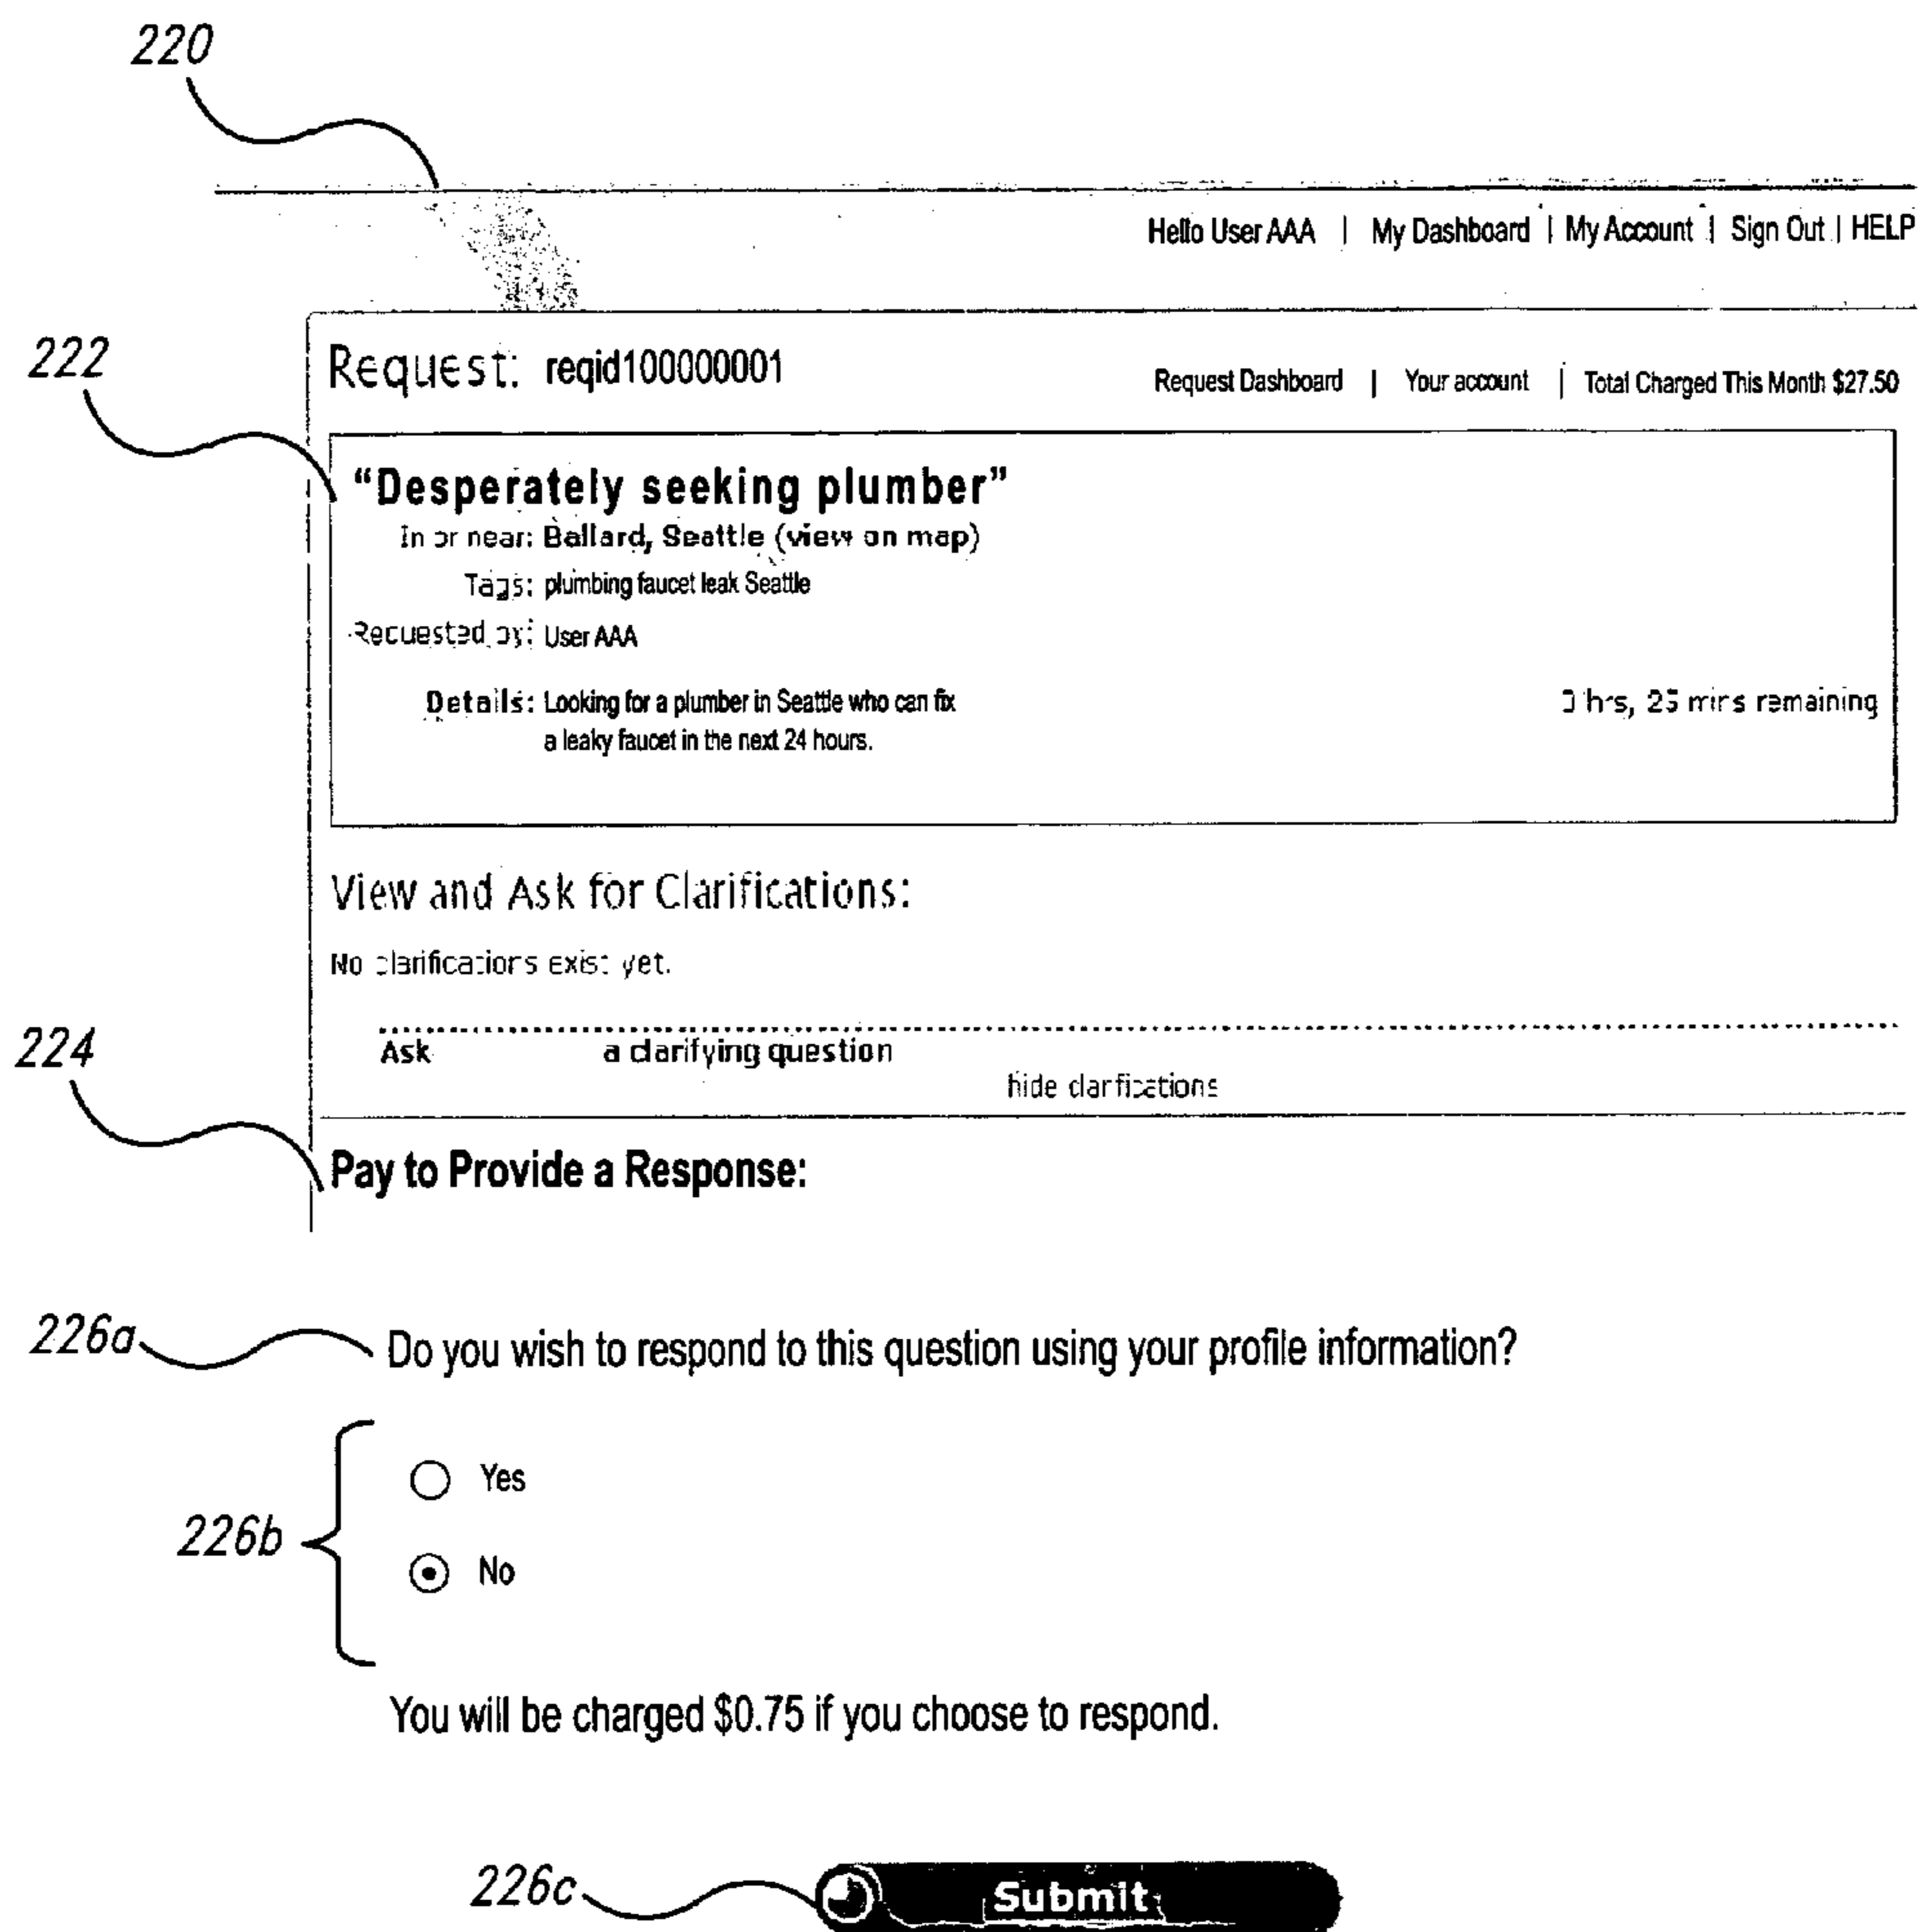 220
Hello User AAA | My Dashboard | My Account | Sign Out | HELP
222
Request: reqid100000001
Request Dashboard | Your account | Total Charged This Month $27.50
“Desperately seeking plumber”
In or near: Ballard, Seattle (view on map)
Tags: plumbing faucet leak Seattle
Requested by: User AAA
Details: Looking for a plumber in Seattle who can fix
a leaky faucet in the next 24 hours.
hrs, 25 mins remaining
View and Ask for Clarifications:
No clarifications exist yet.
224
Ask a clarifying question
hide clarifications
Pay to Provide a Response:
226a
Do you wish to respond to this question using your profile information?
226b
Yes
No
You will be charged $0.75 if you choose to respond.
226c
Submit